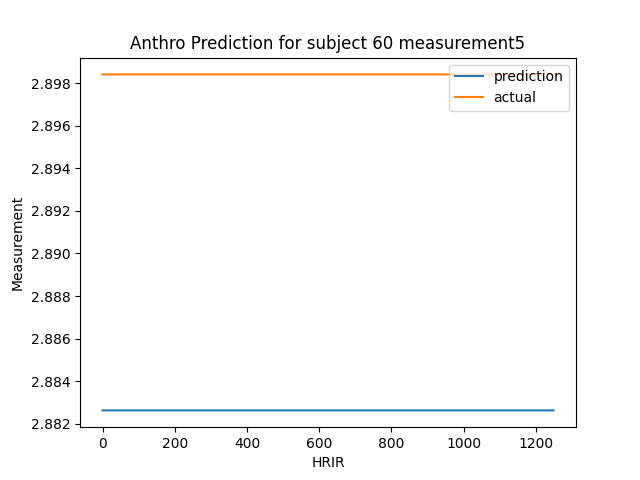 Anthro Prediction for subject 60 measurement5
prediction
actual
Measurement
2.898
2.896
2.894
2.892
2.890
2.888
2.886
2.884
2.882
0 200 400 600 800 1000 1200
HRIR